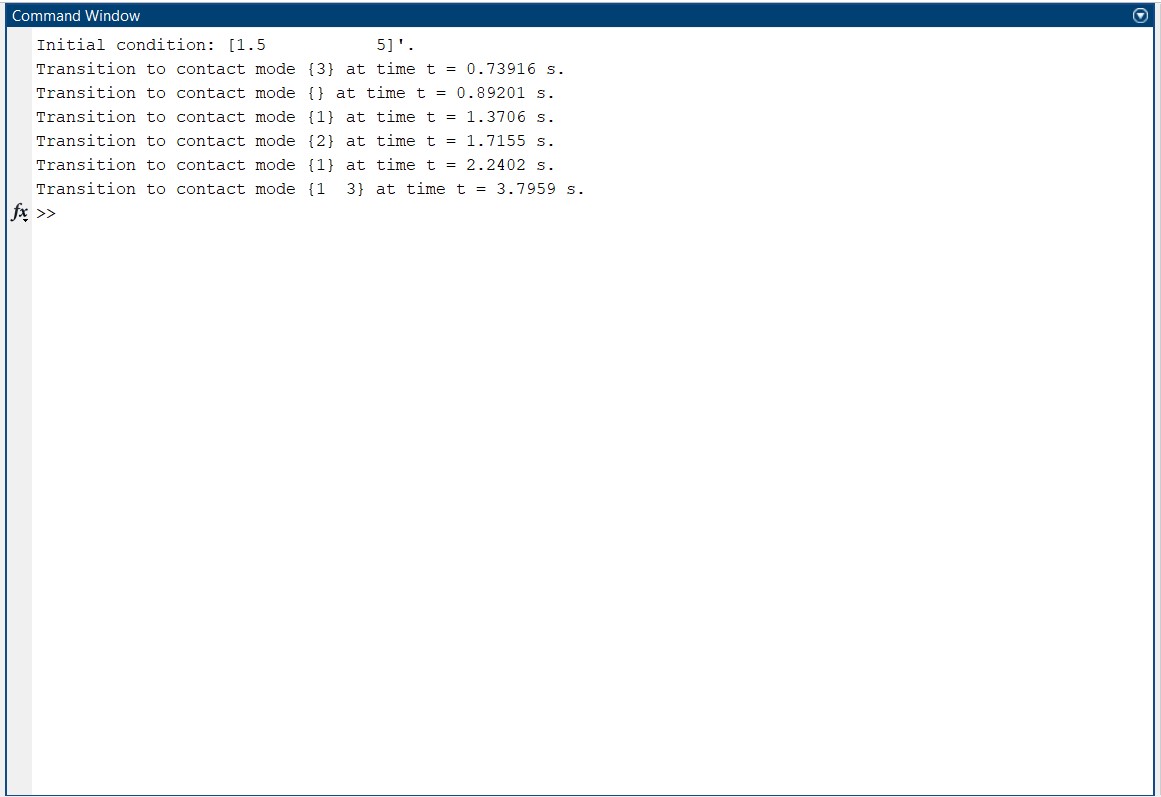 Command Window
Initial condition: [1.5           5]'.
Transition to contact mode {3} at time t = 0.73916 s.
Transition to contact mode {} at time t = 0.89201 s.
Transition to contact mode {1} at time t = 1.3706 s.
Transition to contact mode {2} at time t = 1.7155 s.
Transition to contact mode {1} at time t = 2.2402 s.
Transition to contact mode {1  3} at time t = 3.7959 s.
fx >>